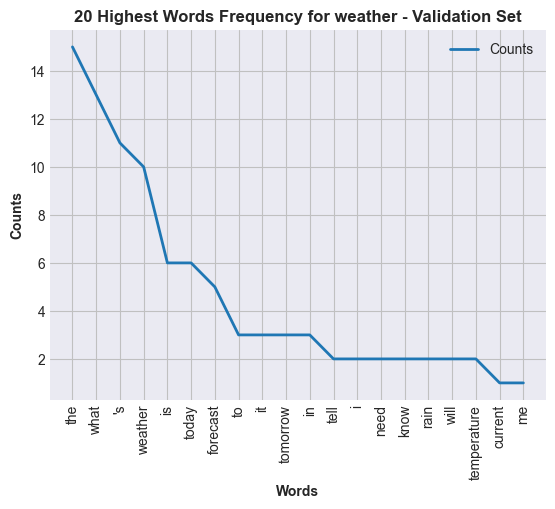 20 Highest Words Frequency for weather - Validation Set
Counts
14
12
10
8
6
4
2
Counts
the
what
's
weather
is
today
forecast
to
it
tomorrow
in
tell
i
need
know
rain
will
temperature
current
me
Words